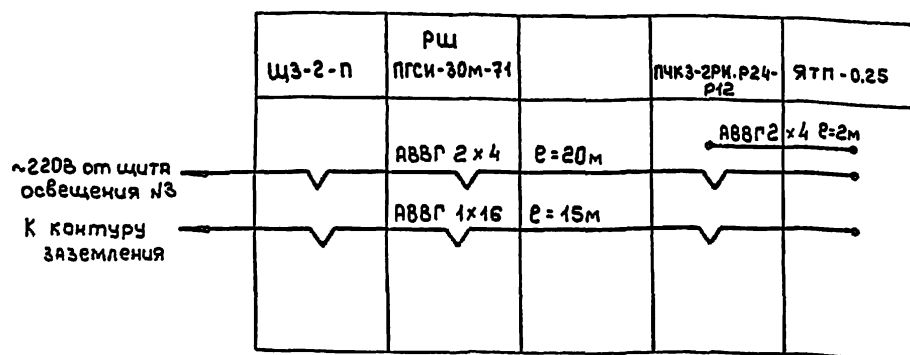 РШ
ЩЗ-2-П
ПГСИ-30М-71
ПЧКЗ-2РИ.Р24-
Р12
ЯТП-0.25
АВВГ2×4 ℓ=2м
АВВГ 2×4 ℓ=20м
~220В от щита
освещения №3
АВВГ 1×16 ℓ=15м
К контуру
заземления